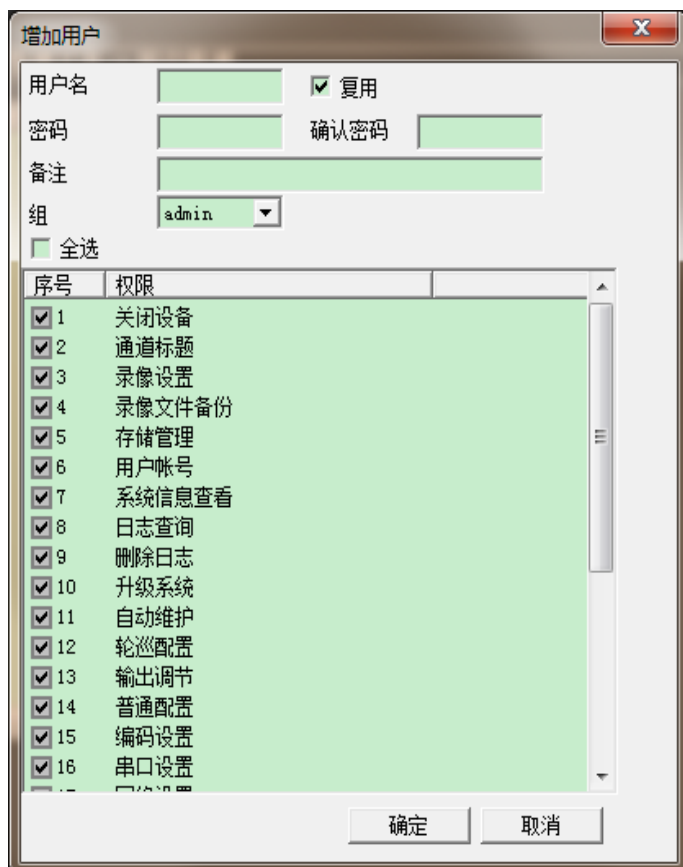 增加用户
用户名 复用
密码 确认密码
备注
组 admin
全选
序号 权限
1 关闭设备
2 通道标题
3 录像设置
4 录像文件备份
5 存储管理
6 用户帐号
7 系统信息查看
8 日志查询
9 删除日志
10 升级系统
11 自动维护
12 轮巡配置
13 输出调节
14 普通配置
15 编码设置
16 串口设置
确定 取消